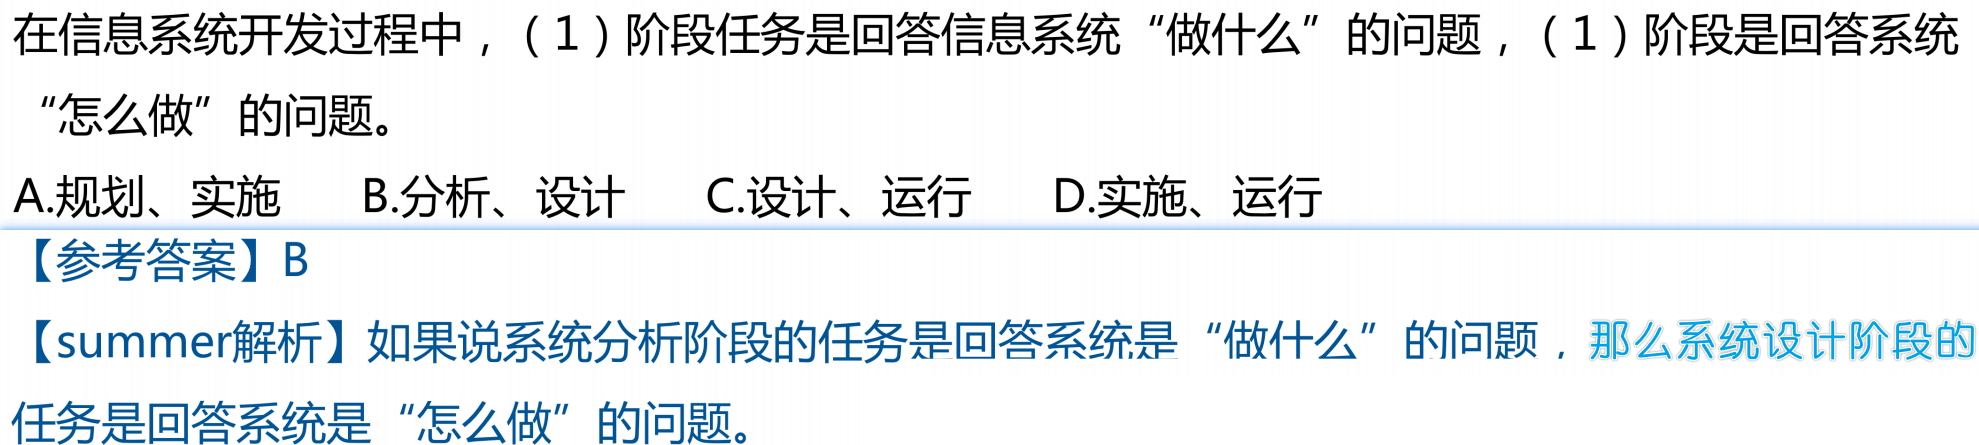 在信息系统开发过程中，（1）阶段任务是回答信息系统“做什么”的问题，（1）阶段是回答系统
“怎么做”的问题。
A.规划、实施 B.分析、设计 C.设计、运行 D.实施、运行
【参考答案】B
【summer解析】如果说系统分析阶段的任务是回答系统是“做什么”的问题，那么系统设计阶段的
任务是回答系统是“怎么做”的问题。